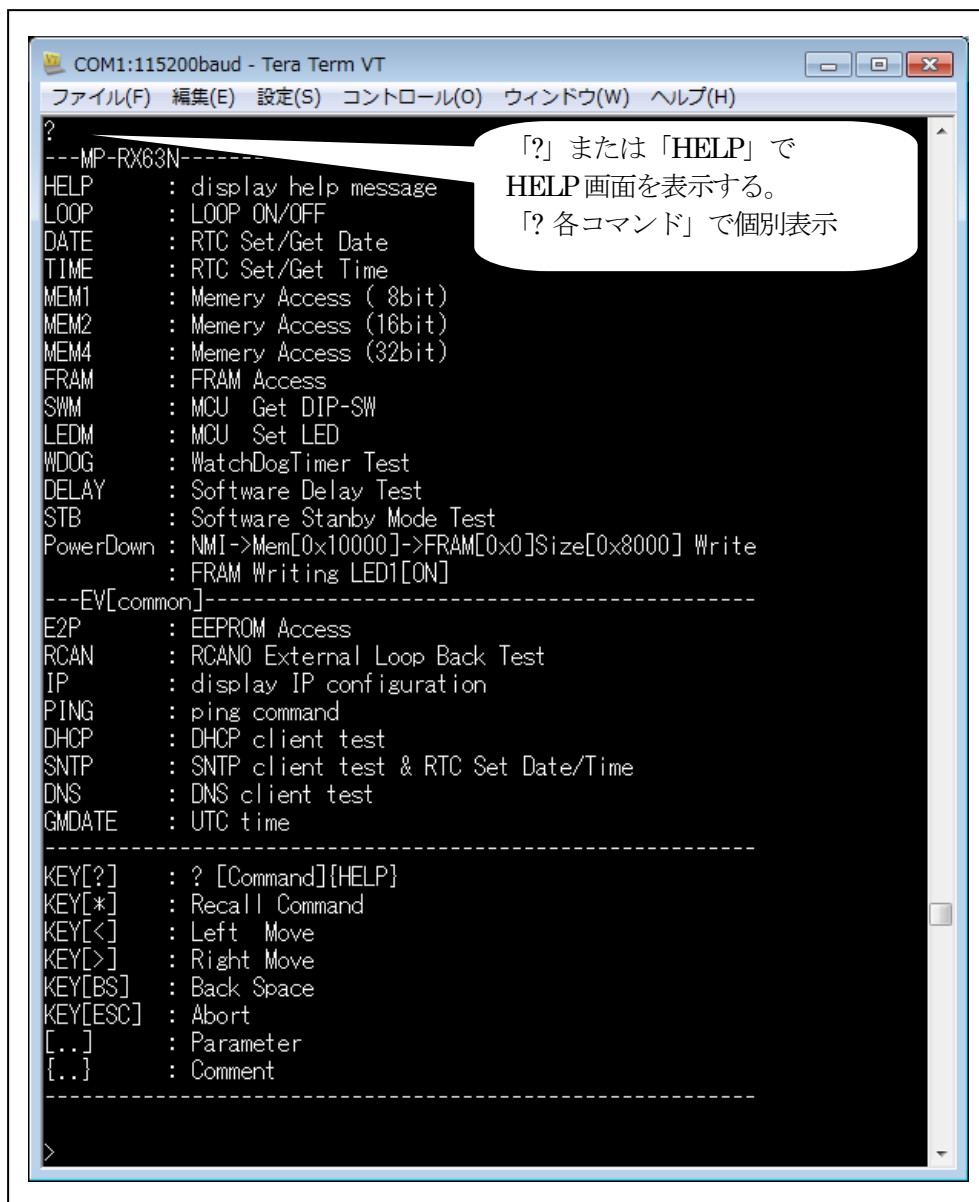 COM1:115200baud - Tera Term VT
ファイル(F) 編集(E) 設定(S) コントロール(O) ウィンドウ(W) ヘルプ(H)
?
「?」または「HELP」で
HELP画面を表示する。
「? 各コマンド」で個別表示
---MP-RX63N-------
HELP : display help message
LOOP : LOOP ON/OFF
DATE : RTC Set/Get Date
TIME : RTC Set/Get Time
MEM1 : Memery Access ( 8bit)
MEM2 : Memery Access (16bit)
MEM4 : Memery Access (32bit)
FRAM : FRAM Access
SWM : MCU  Get DIP-SW
LEDM : MCU  Set LED
WDOG : WatchDogTimer Test
DELAY : Software Delay Test
STB : Software Stanby Mode Test
PowerDown : NMI->Mem[0x10000]->FRAM[0x0]Size[0x8000] Write
: FRAM Writing LED1[ON]
---EV[common]---------------------------------------------
E2P : EEPROM Access
RCAN : RCAN0 External Loop Back Test
IP : display IP configuration
PING : ping command
DHCP : DHCP client test
SNTP : SNTP client test & RTC Set Date/Time
DNS : DNS client test
GMDATE : UTC time
----------------------------------------------------------
KEY[?] : ? [Command]{HELP}
KEY[*] : Recall Command
KEY[<] : Left  Move
KEY[>] : Right Move
KEY[BS] : Back Space
KEY[ESC] : Abort
[..] : Parameter
{..} : Comment
----------------------------------------------------------
>